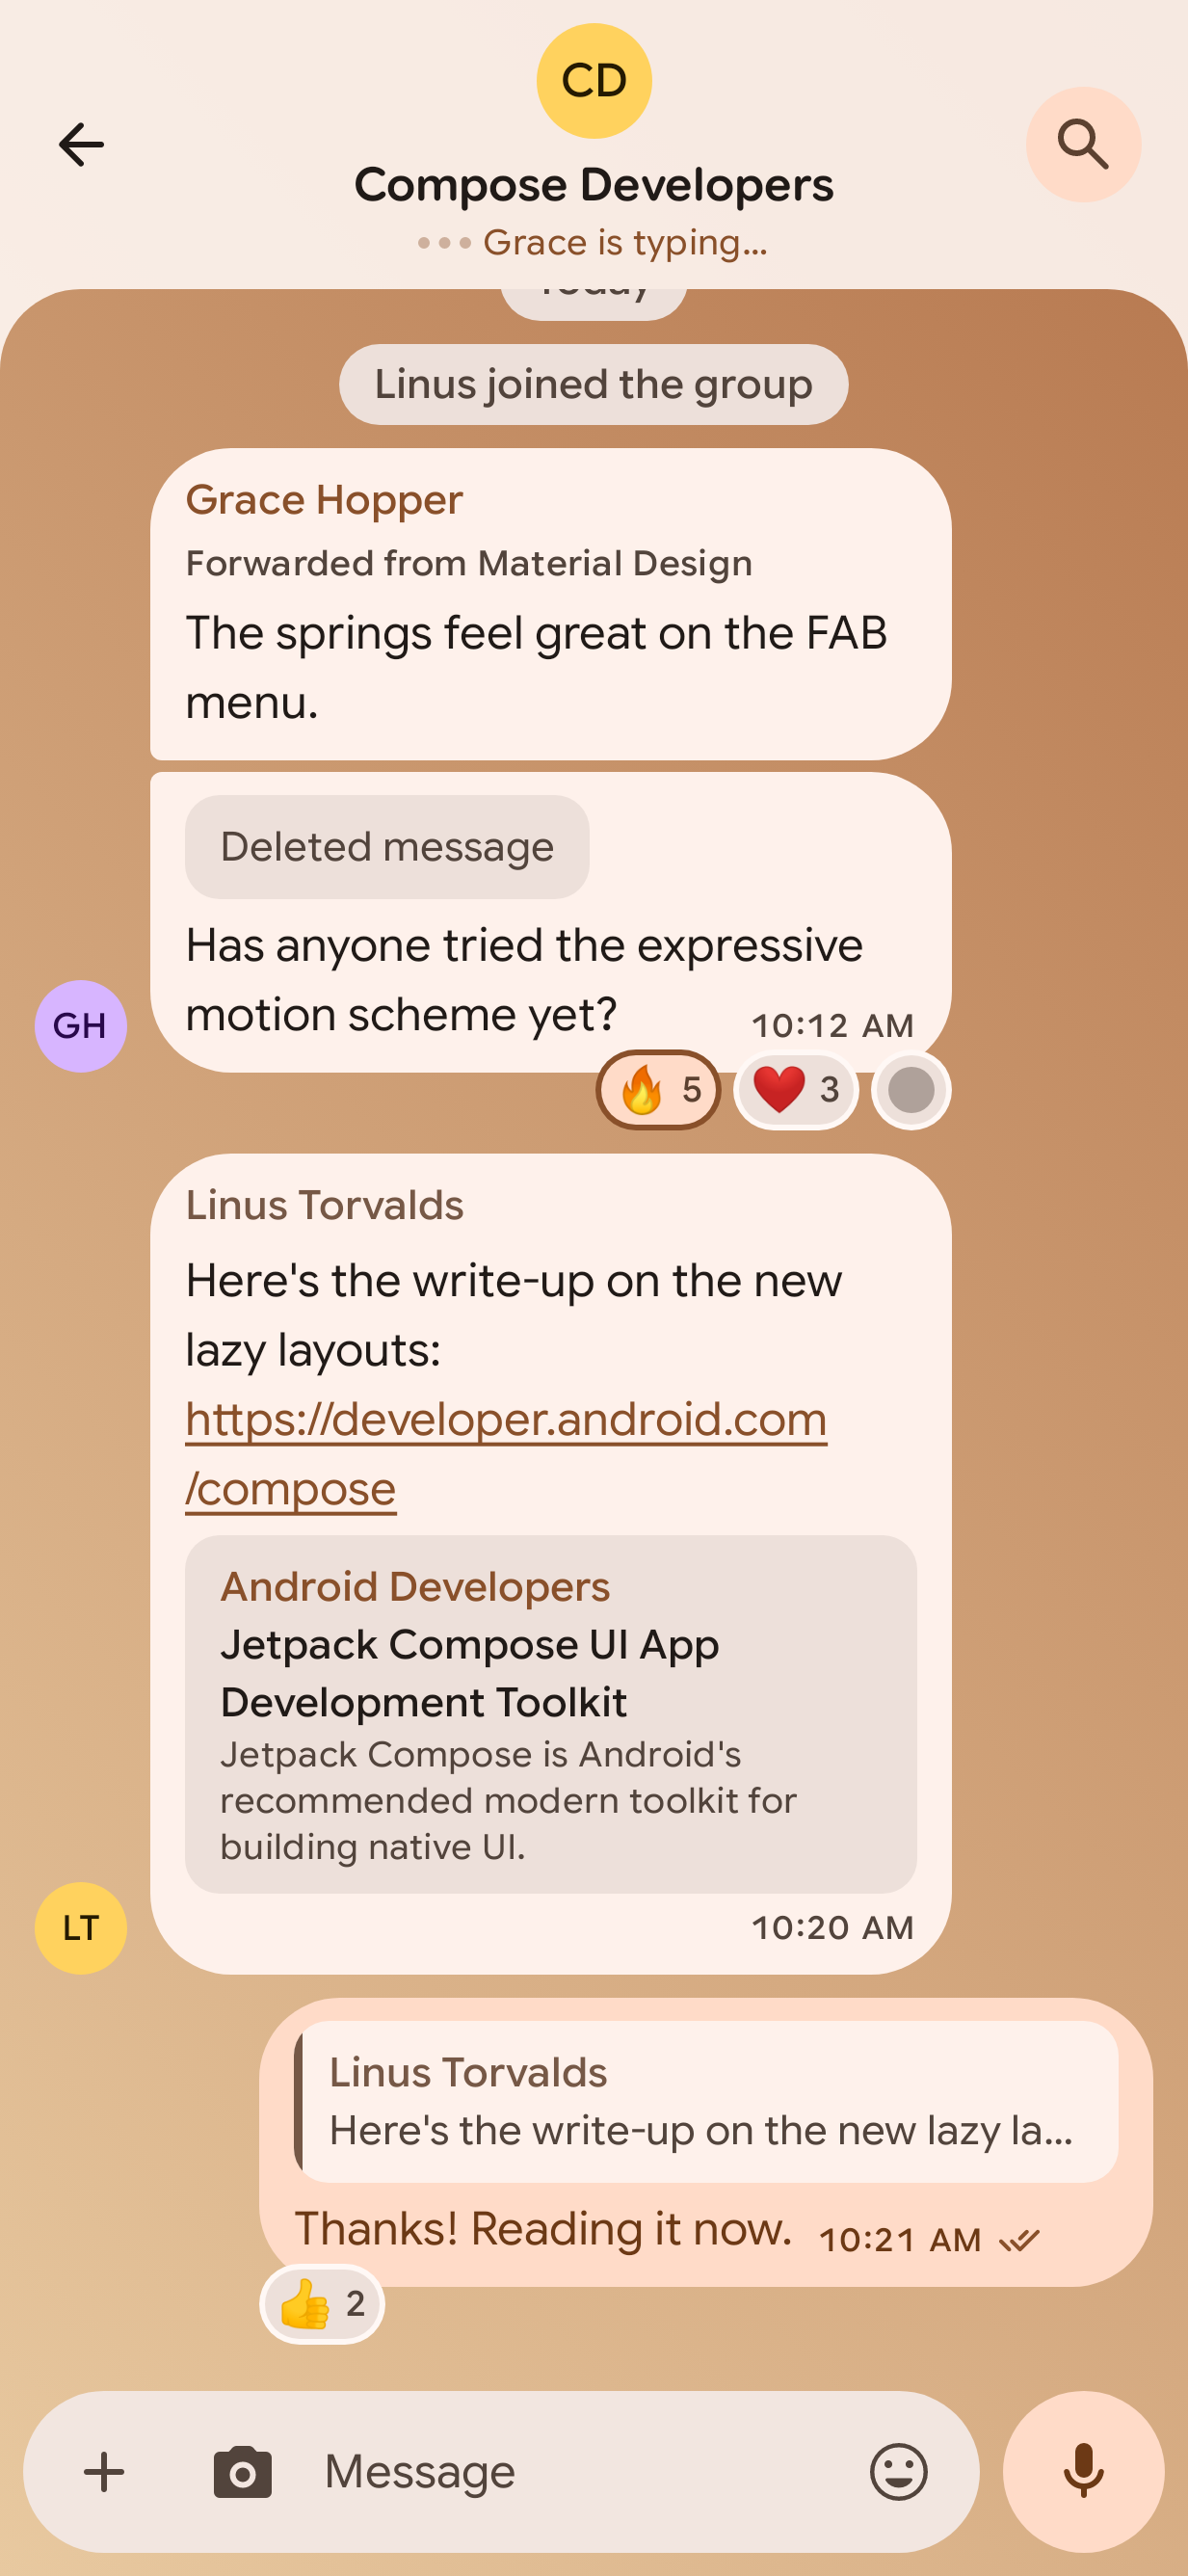 CD
Compose Developers
Grace is typing...
Today
Linus joined the group
Grace Hopper
Forwarded from Material Design
The springs feel great on the FAB
menu.
Deleted message
Has anyone tried the expressive
motion scheme yet?
10:12 AM
GH
5
3
Linus Torvalds
Here's the write-up on the new
lazy layouts:
https://developer.android.com
/compose
Android Developers
Jetpack Compose UI App
Development Toolkit
Jetpack Compose is Android's
recommended modern toolkit for
building native UI.
LT
10:20 AM
Linus Torvalds
Here's the write-up on the new lazy la...
Thanks! Reading it now.
10:21 AM
2
Message